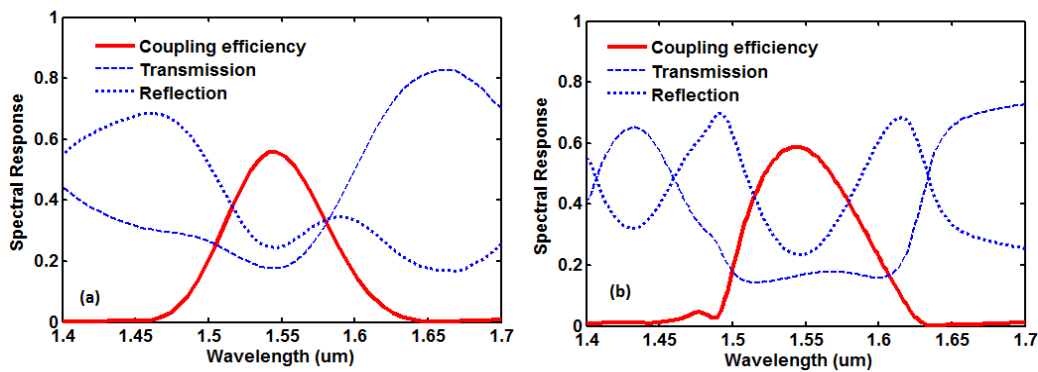 1
0.8
0.6
0.4
0.2
0
Spectral Response
Coupling efficiency
Transmission
Reflection
(a)
1.4 1.45 1.5 1.55 1.6 1.65 1.7
Wavelength (um)
1
0.8
0.6
0.4
0.2
0
Spectral Response
Coupling efficiency
Transmission
Reflection
(b)
1.4 1.45 1.5 1.55 1.6 1.65 1.7
Wavelength (um)